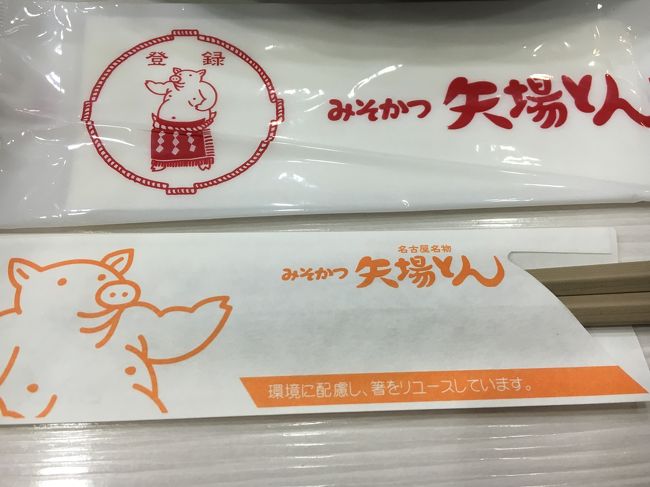 登録
みそかつ 矢場とん
名古屋名物
みそかつ 矢場とん
環境に配慮し、箸をリユースしています。